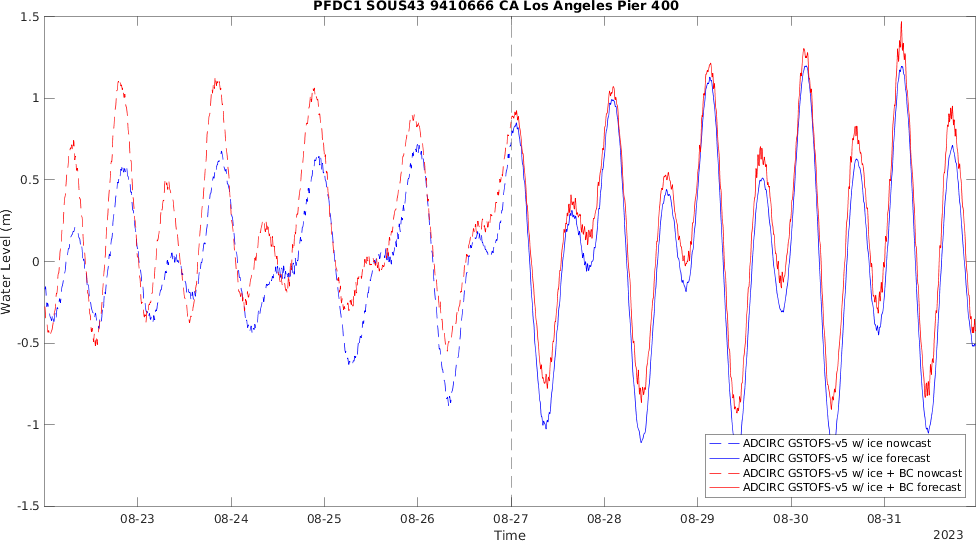 PFDC1 SOUS43 9410666 CA Los Angeles Pier 400
1.5
1
0.5
0
-0.5
-1
-1.5
Water Level (m)
ADCIRC GSTOFS-v5 w/ ice nowcast
ADCIRC GSTOFS-v5 w/ ice forecast
ADCIRC GSTOFS-v5 w/ ice + BC nowcast
ADCIRC GSTOFS-v5 w/ ice + BC forecast
08-23 08-24 08-25 08-26 08-27 08-28 08-29 08-30 08-31
Time
2023